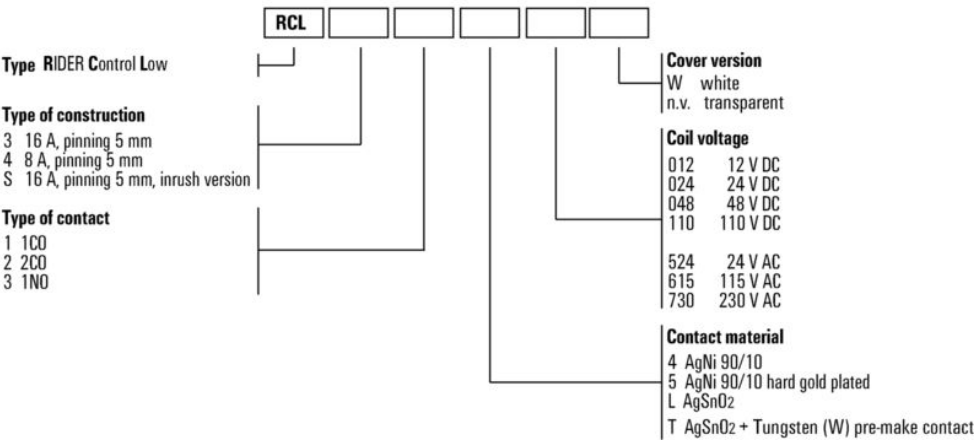 RCL
Type RIDER Control Low
Type of construction
3 16 A, pinning 5 mm
4 8 A, pinning 5 mm
S 16 A, pinning 5 mm, inrush version
Type of contact
1 1CO
2 2CO
3 1NO
Cover version
W white
n.v. transparent
Coil voltage
012 12 V DC
024 24 V DC
048 48 V DC
110 110 V DC
524 24 V AC
615 115 V AC
730 230 V AC
Contact material
4 AgNi 90/10
5 AgNi 90/10 hard gold plated
L AgSnO2
T AgSnO2 + Tungsten (W) pre-make contact